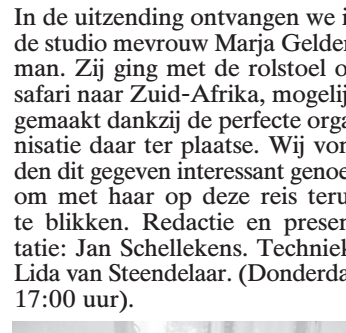 In de uitzending ontvangen we i
de studio mevrouw Marja Gelder
man. Zij ging met de rolstoel o
safari naar Zuid-Afrika, mogelij
gemaakt dankzij de perfecte orga
nisatie daar ter plaatse. Wij von
den dit gegeven interessant genoe
om met haar op deze reis teru
te blikken. Redactie en presen
tatie: Jan Schellekens. Techniek
Lida van Steendelaar. (Donderda
17:00 uur).